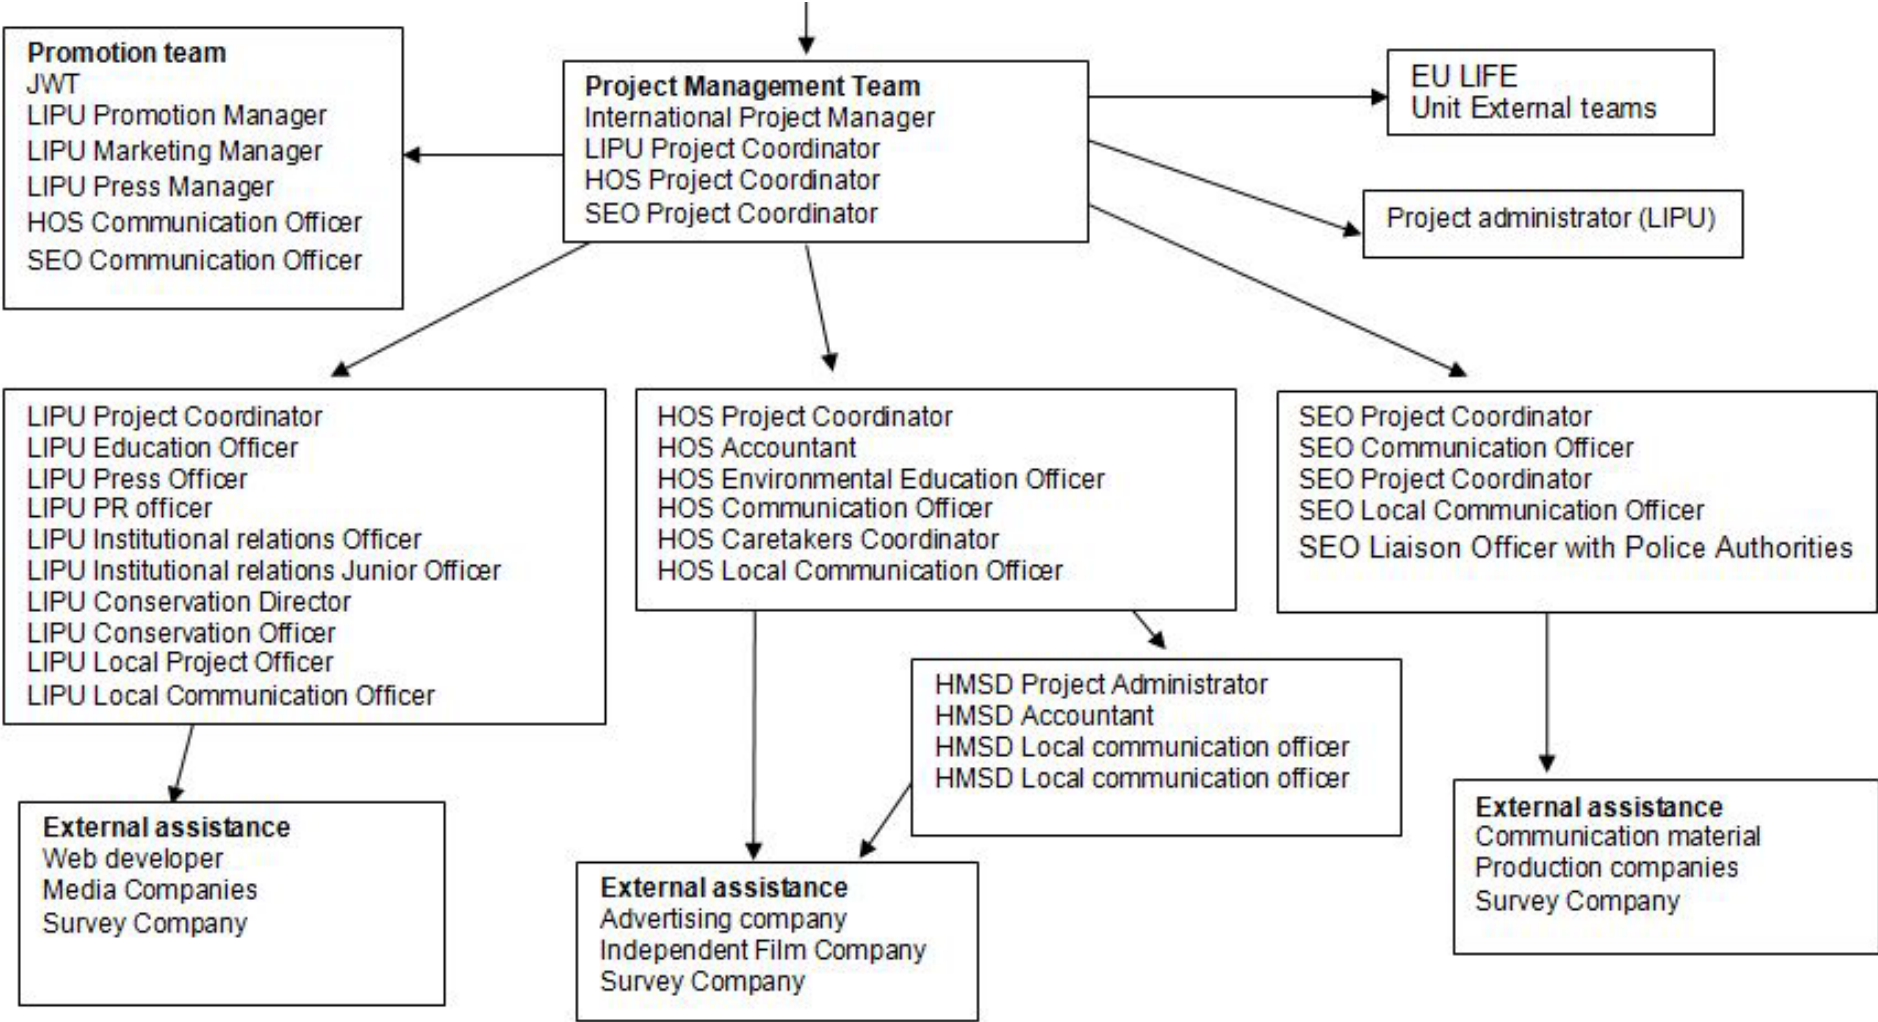 Promotion team
JWT
LIPU Promotion Manager
LIPU Marketing Manager
LIPU Press Manager
HOS Communication Officer
SEO Communication Officer
Project Management Team
International Project Manager
LIPU Project Coordinator
HOS Project Coordinator
SEO Project Coordinator
EU LIFE
Unit External teams
Project administrator (LIPU)
LIPU Project Coordinator
LIPU Education Officer
LIPU Press Officer
LIPU PR officer
LIPU Institutional relations Officer
LIPU Institutional relations Junior Officer
LIPU Conservation Director
LIPU Conservation Officer
LIPU Local Project Officer
LIPU Local Communication Officer
HOS Project Coordinator
HOS Accountant
HOS Environmental Education Officer
HOS Communication Officer
HOS Caretakers Coordinator
HOS Local Communication Officer
SEO Project Coordinator
SEO Communication Officer
SEO Project Coordinator
SEO Local Communication Officer
SEO Liaison Officer with Police Authorities
HMSD Project Administrator
HMSD Accountant
HMSD Local communication officer
HMSD Local communication officer
External assistance
Web developer
Media Companies
Survey Company
External assistance
Advertising company
Independent Film Company
Survey Company
External assistance
Communication material
Production companies
Survey Company